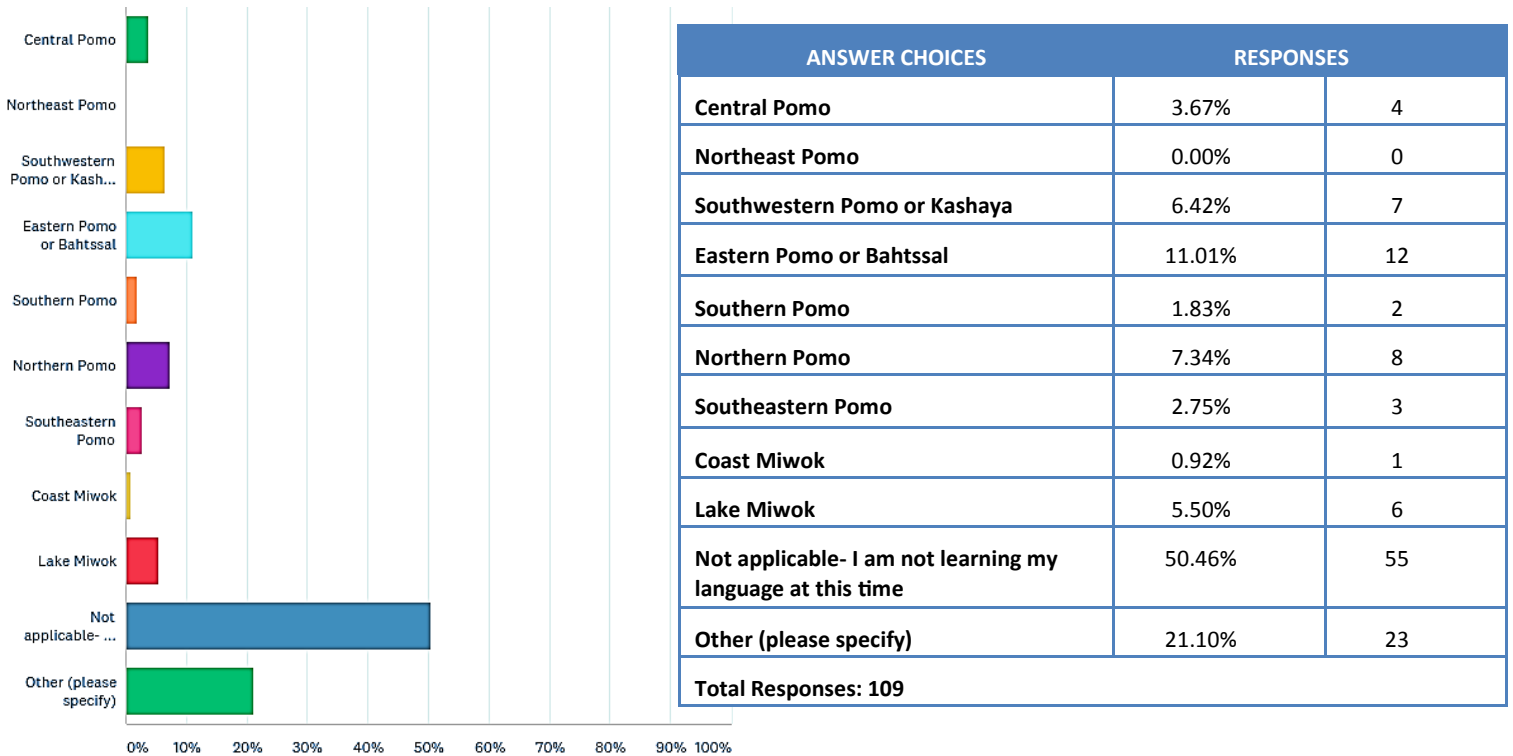 Central Pomo
Northeast Pomo
Southwestern
Pomo or Kash...
Eastern Pomo
or Bahtssal
Southern Pomo
Northern Pomo
Southeastern
Pomo
Coast Miwok
Lake Miwok
Not
applicable- ...
Other (please
specify)
0% 10% 20% 30% 40% 50% 60% 70% 80% 90% 100%
ANSWER CHOICES RESPONSES
Central Pomo 3.67% 4
Northeast Pomo 0.00% 0
Southwestern Pomo or Kashaya 6.42% 7
Eastern Pomo or Bahtssal 11.01% 12
Southern Pomo 1.83% 2
Northern Pomo 7.34% 8
Southeastern Pomo 2.75% 3
Coast Miwok 0.92% 1
Lake Miwok 5.50% 6
Not applicable- I am not learning my 50.46% 55
language at this time
Other (please specify) 21.10% 23
Total Responses: 109